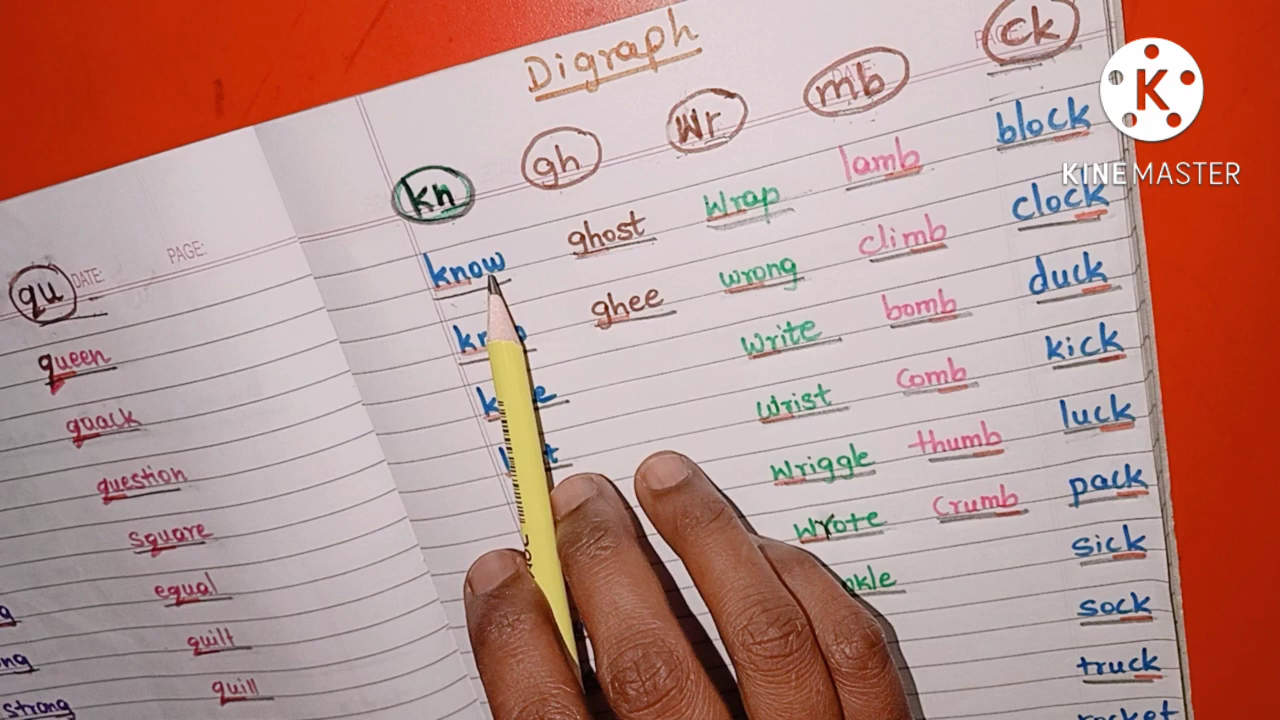 Digraph
PAGE:
DATE:
qu
queen
quack
question
square
equal
quilt
quill
strong
kn
know
gh
ghost
ghee
wr
wrap
wrong
write
wrist
wriggle
wrote
mb
lamb
climb
bomb
comb
thumb
crumb
ck
block
clock
duck
kick
luck
pack
sick
sock
truck
K
KINEMASTER